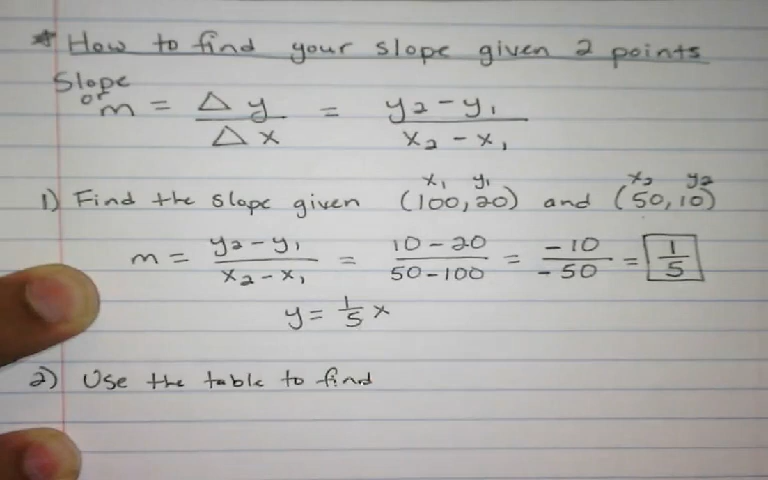 * How to find your slope given 2 points
Slope
or m = Δy/Δx = y₂-y₁/x₂-x₁
x₁ y₁ x₂ y₂
1) Find the slope given (100,20) and (50,10)
m = y₂-y₁/x₂-x₁ = 10-20/50-100 = -10/-50 = 1/5
y = 1/5 x
2) Use the table to find